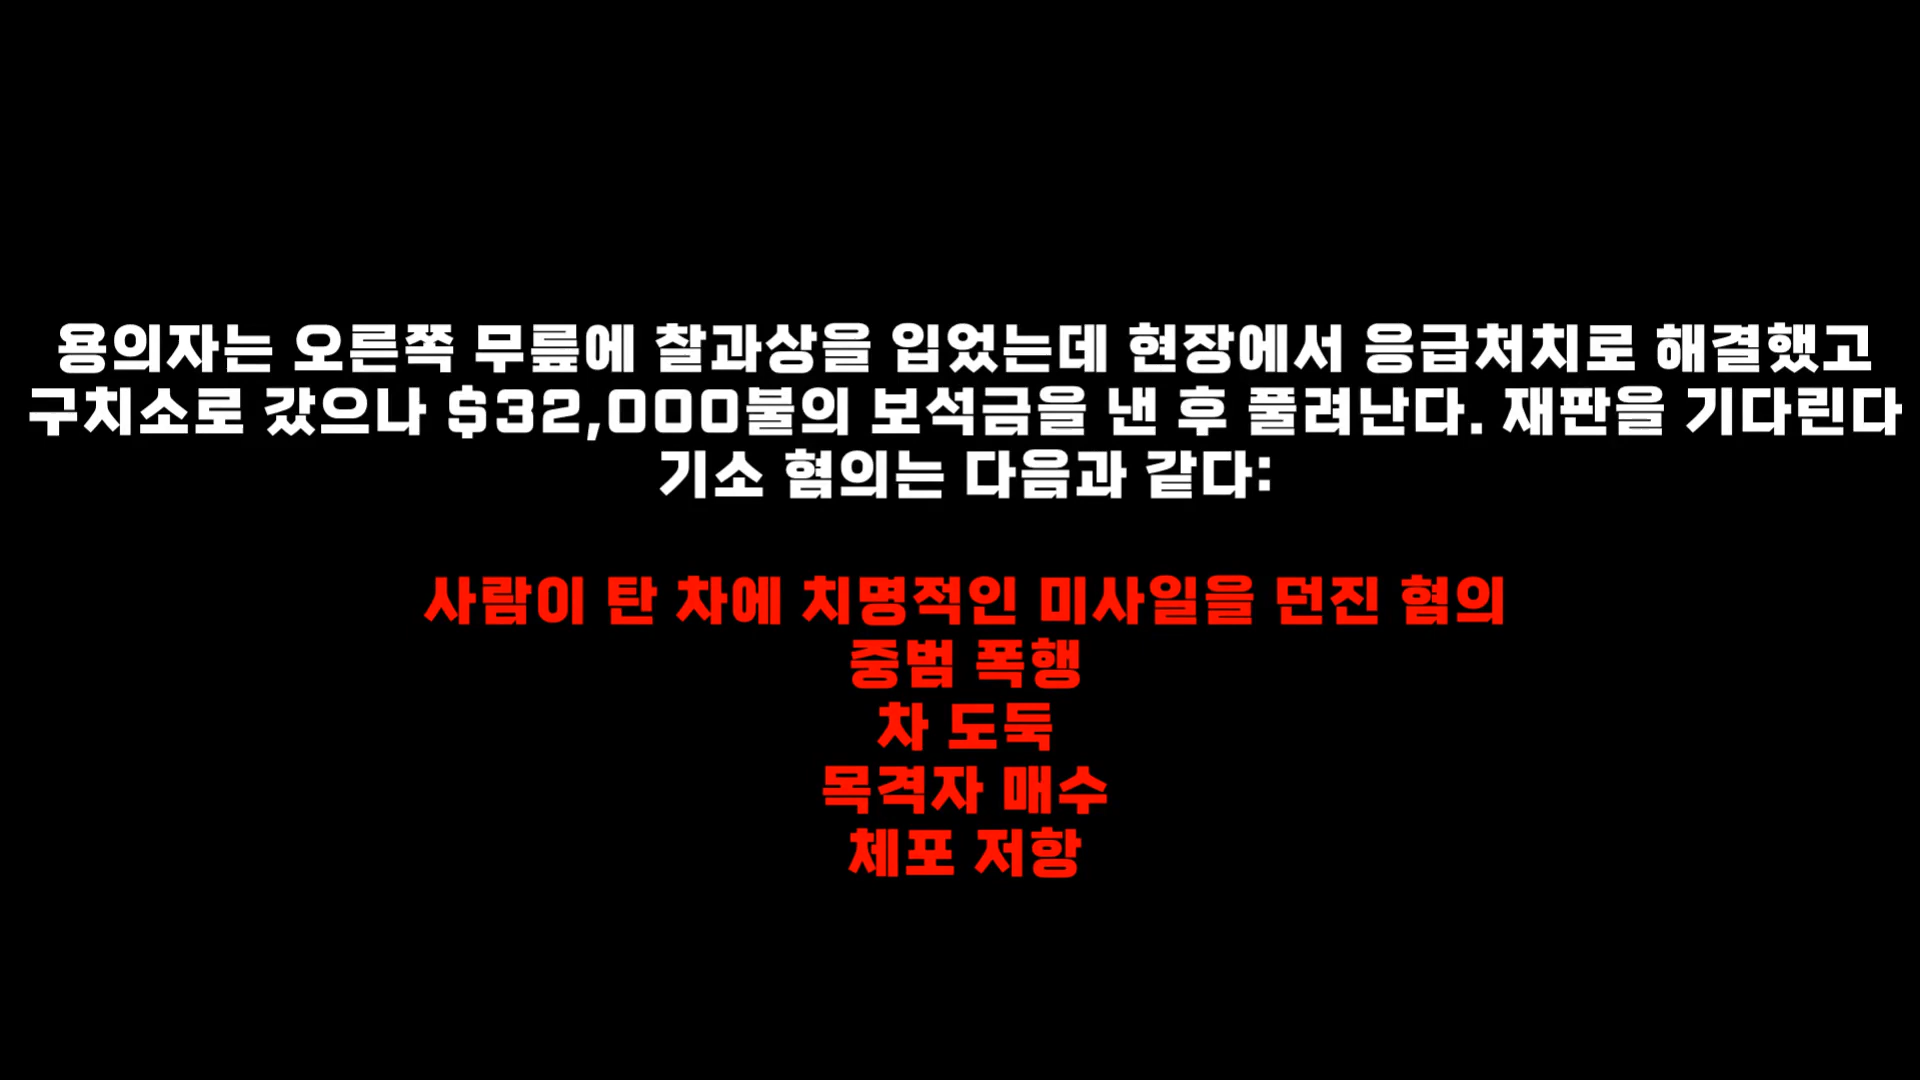 용의자는 오른쪽 무릎에 찰과상을 입었는데 현장에서 응급처치로 해결했고
구치소로 갔으나 $32,000불의 보석금을 낸 후 풀려난다. 재판을 기다린다
기소 혐의는 다음과 같다:
사람이 탄 차에 치명적인 미사일을 던진 혐의
중범 폭행
차 도둑
목격자 매수
체포 저항